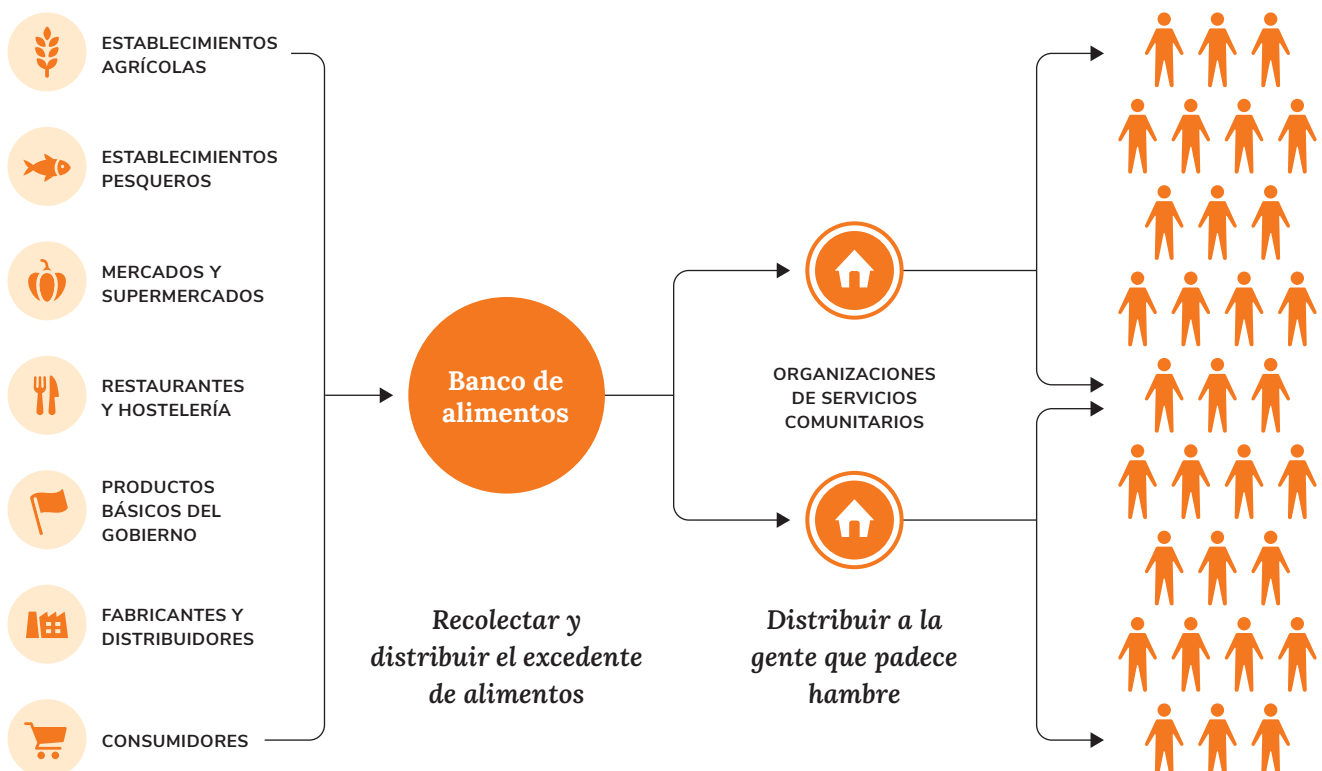 ESTABLECIMIENTOS
AGRÍCOLAS
ESTABLECIMIENTOS
PESQUEROS
MERCADOS Y
SUPERMERCADOS
RESTAURANTES
Y HOSTELERÍA
PRODUCTOS
BÁSICOS DEL
GOBIERNO
FABRICANTES Y
DISTRIBUIDORES
CONSUMIDORES
Banco de
alimentos
Recolectar y
distribuir el excedente
de alimentos
ORGANIZACIONES
DE SERVICIOS
COMUNITARIOS
Distribuir a la
gente que padece
hambre